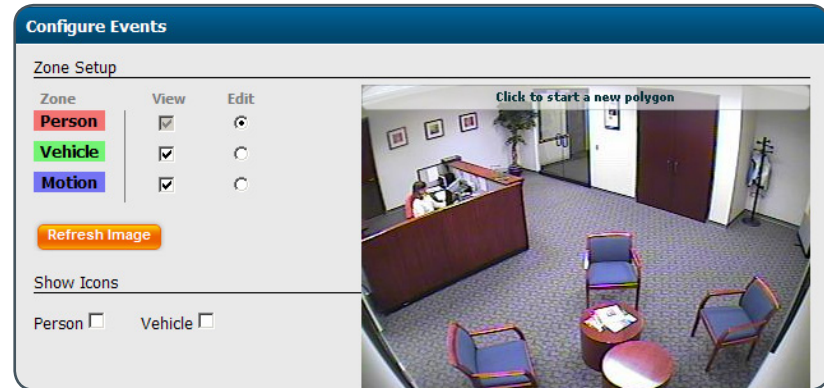 Configure Events
Zone Setup
Zone View Edit
Person
Vehicle
Motion
Refresh Image
Show Icons
Person Vehicle
Click to start a new polygon